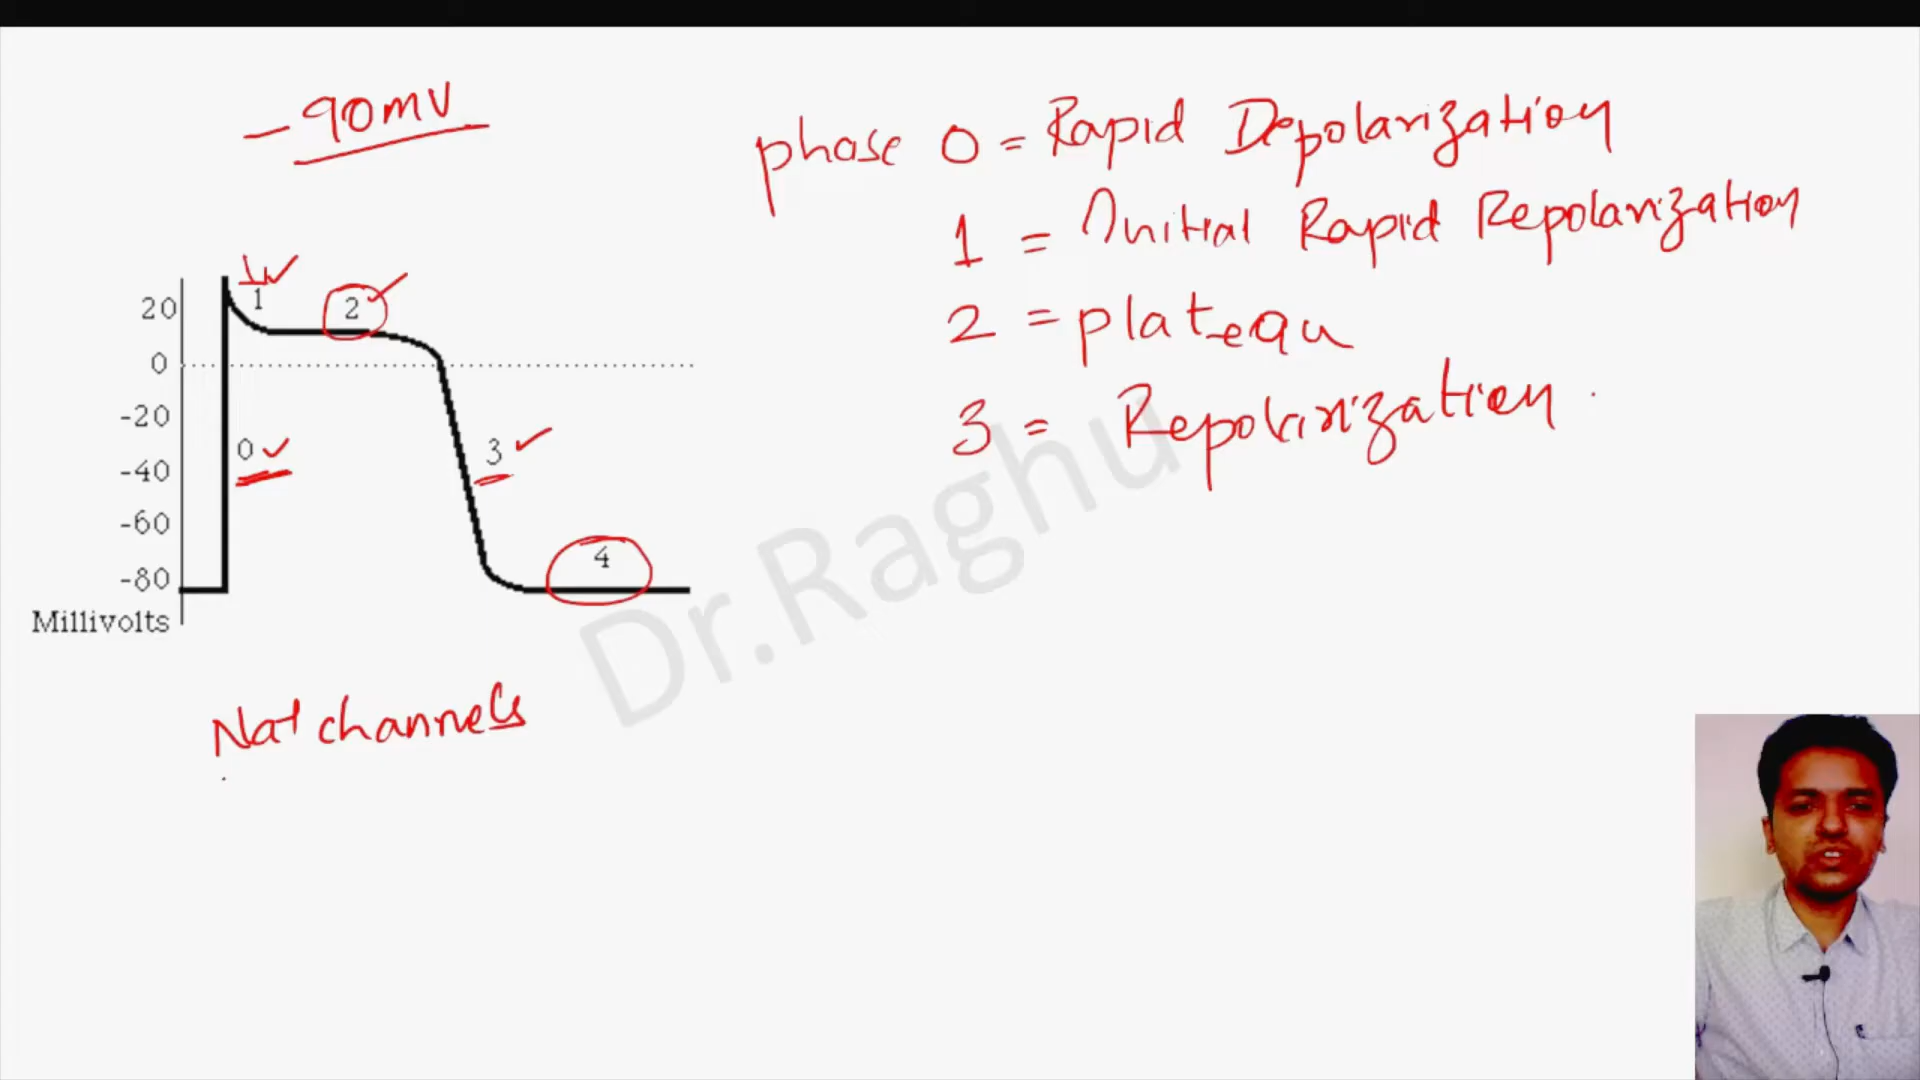 - 90mV
phase 0 = Rapid Depolarization
1 = Initial Rapid Repolarization
2 = plateau
3 = Repolarization
1
20
1
2
0
-20
0
3
-40
-60
4
-80
Millivolts
Dr.Raghu
Na+ channels